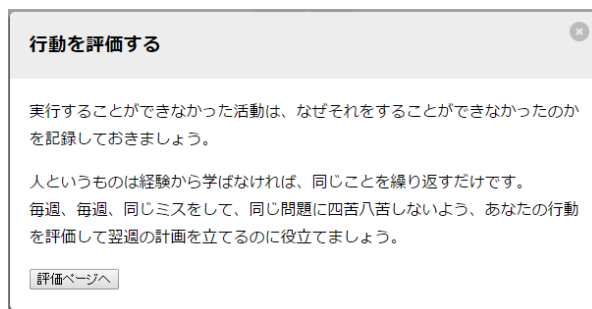 行動を評価する
実行することができなかった活動は、なぜそれをすることができなかったのか
を記録しておきましょう。
人というものは経験から学ばなければ、同じことを繰り返すだけです。
毎週、毎週、同じミスをして、同じ問題に四苦八苦しないよう、あなたの行動
を評価して翌週の計画を立てるのに役立てましょう。
評価ページへ